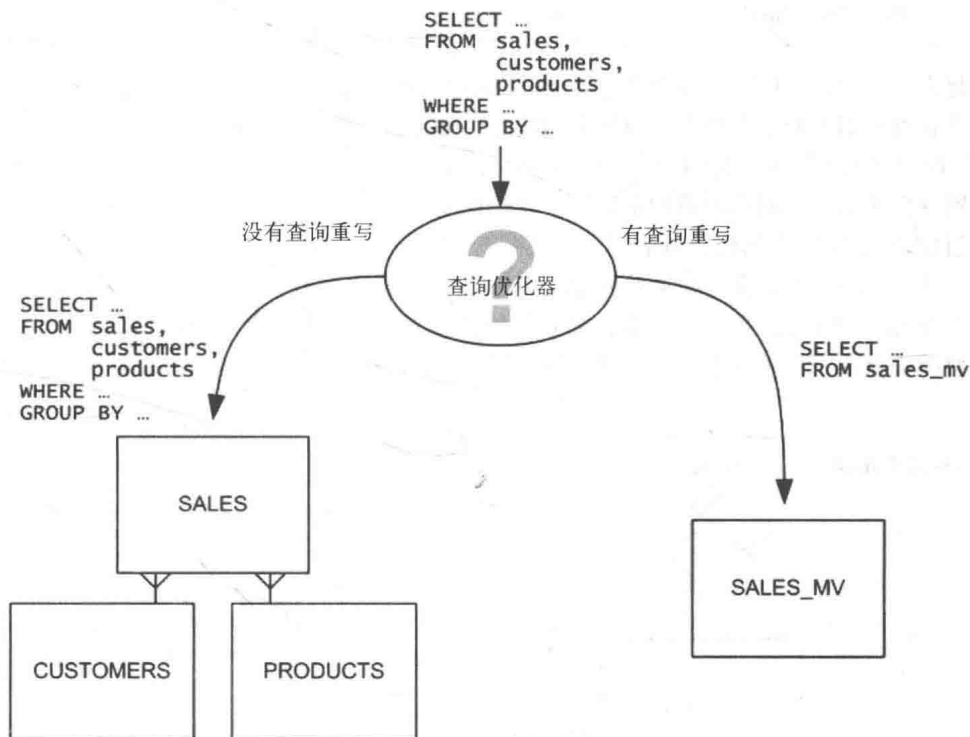 SELECT …
FROM sales,
customers,
products
WHERE …
GROUP BY …
没有查询重写
有查询重写
?
查询优化器
SELECT …
FROM sales,
customers,
products
WHERE …
GROUP BY …
SELECT …
FROM sales_mv
SALES
SALES_MV
CUSTOMERS
PRODUCTS